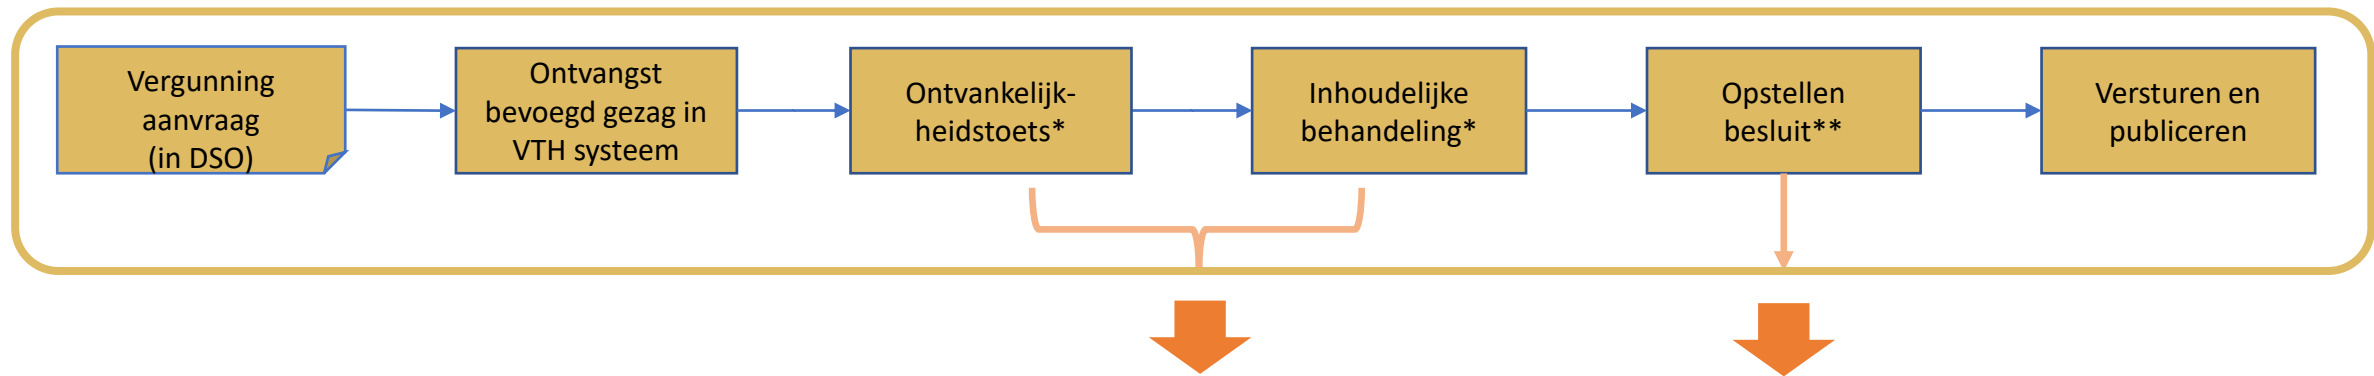 Vergunning
aanvraag
(in DSO)
Ontvangst
bevoegd gezag in
VTH systeem
Ontvankelijk-
heidstoets*
Inhoudelijke
behandeling*
Opstellen
besluit**
Versturen en
publiceren